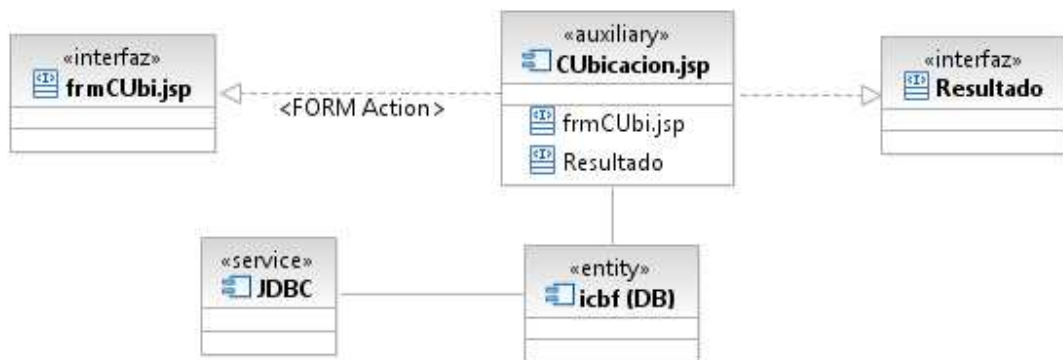 «interfaz»
frmCUbi.jsp
<FORM Action >
«auxiliary»
CUbicacion.jsp
frmCUbi.jsp
Resultado
«interfaz»
Resultado
«service»
JDBC
«entity»
icbf (DB)